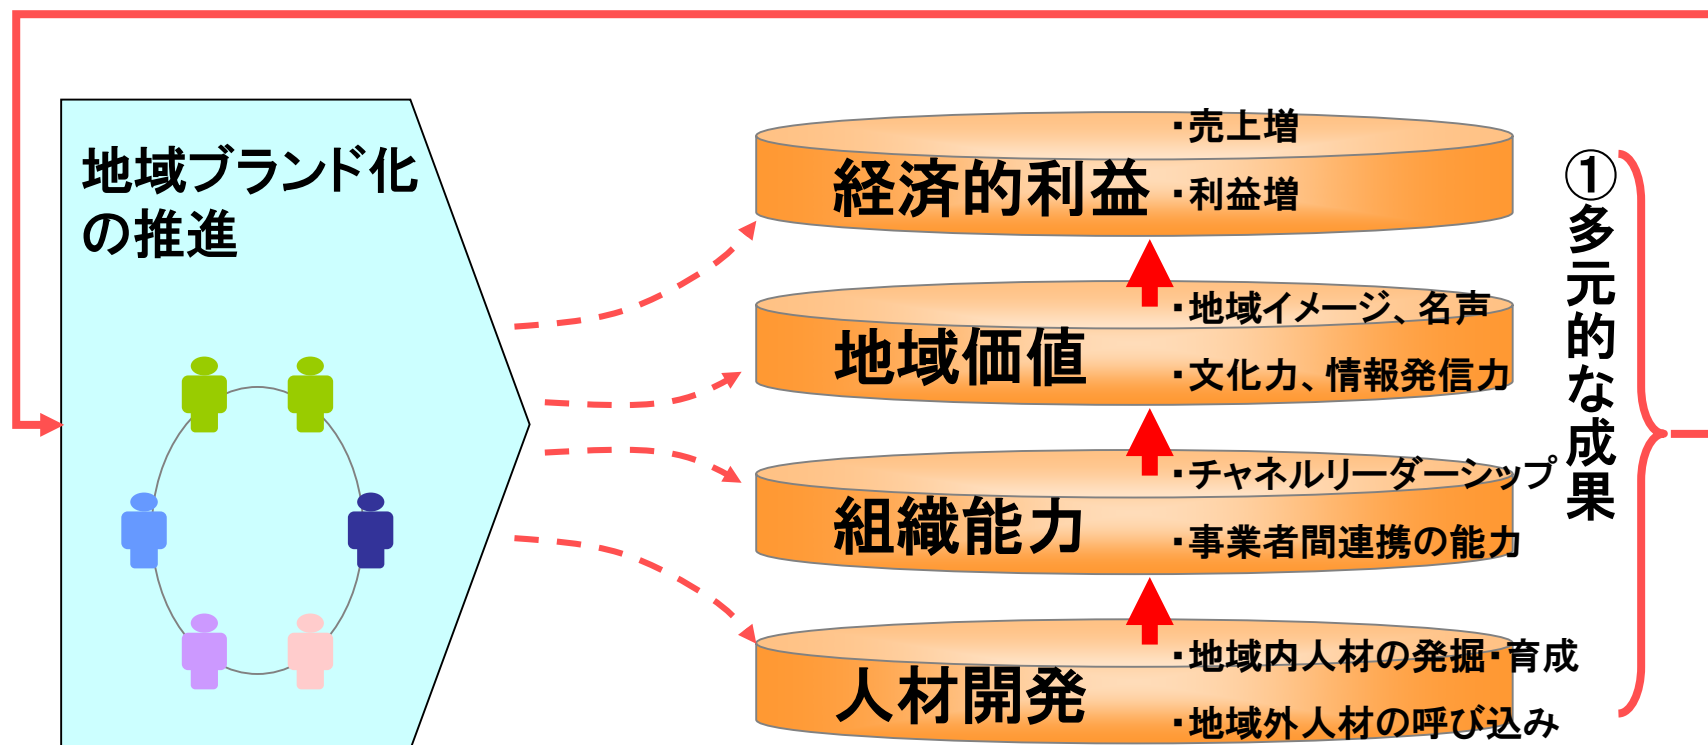 地域ブランド化
の推進
経済的利益
・売上増
・利益増
地域価値
・地域イメージ、名声
・文化力、情報発信力
組織能力
・チャネルリーダーシップ
・事業者間連携の能力
人材開発
・地域内人材の発掘・育成
・地域外人材の呼び込み
①多元的な成果